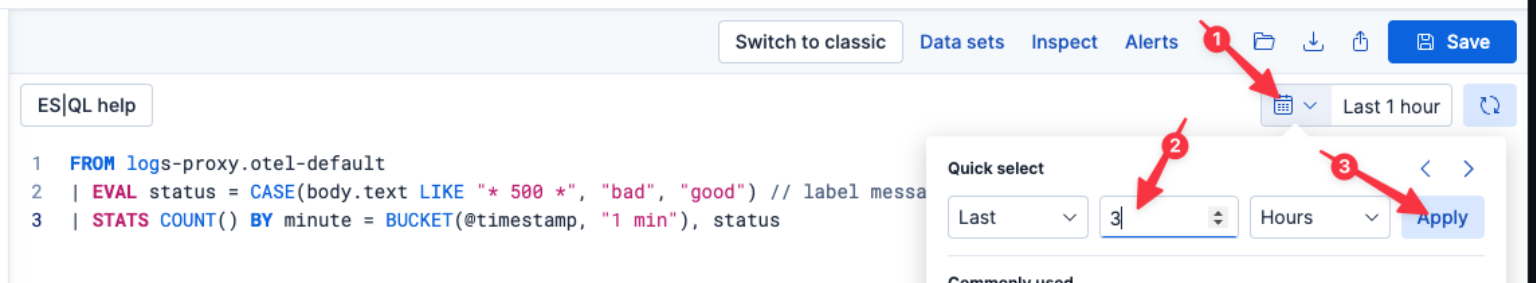 Switch to classic Data sets Inspect Alerts 1 Save
ES|QL help Last 1 hour
1 FROM logs-proxy.otel-default
2 | EVAL status = CASE(body.text LIKE "* 500 *", "bad", "good") // label messa
3 | STATS COUNT() BY minute = BUCKET(@timestamp, "1 min"), status
2
Quick select 3
Last 3 Hours Apply
Commonly used